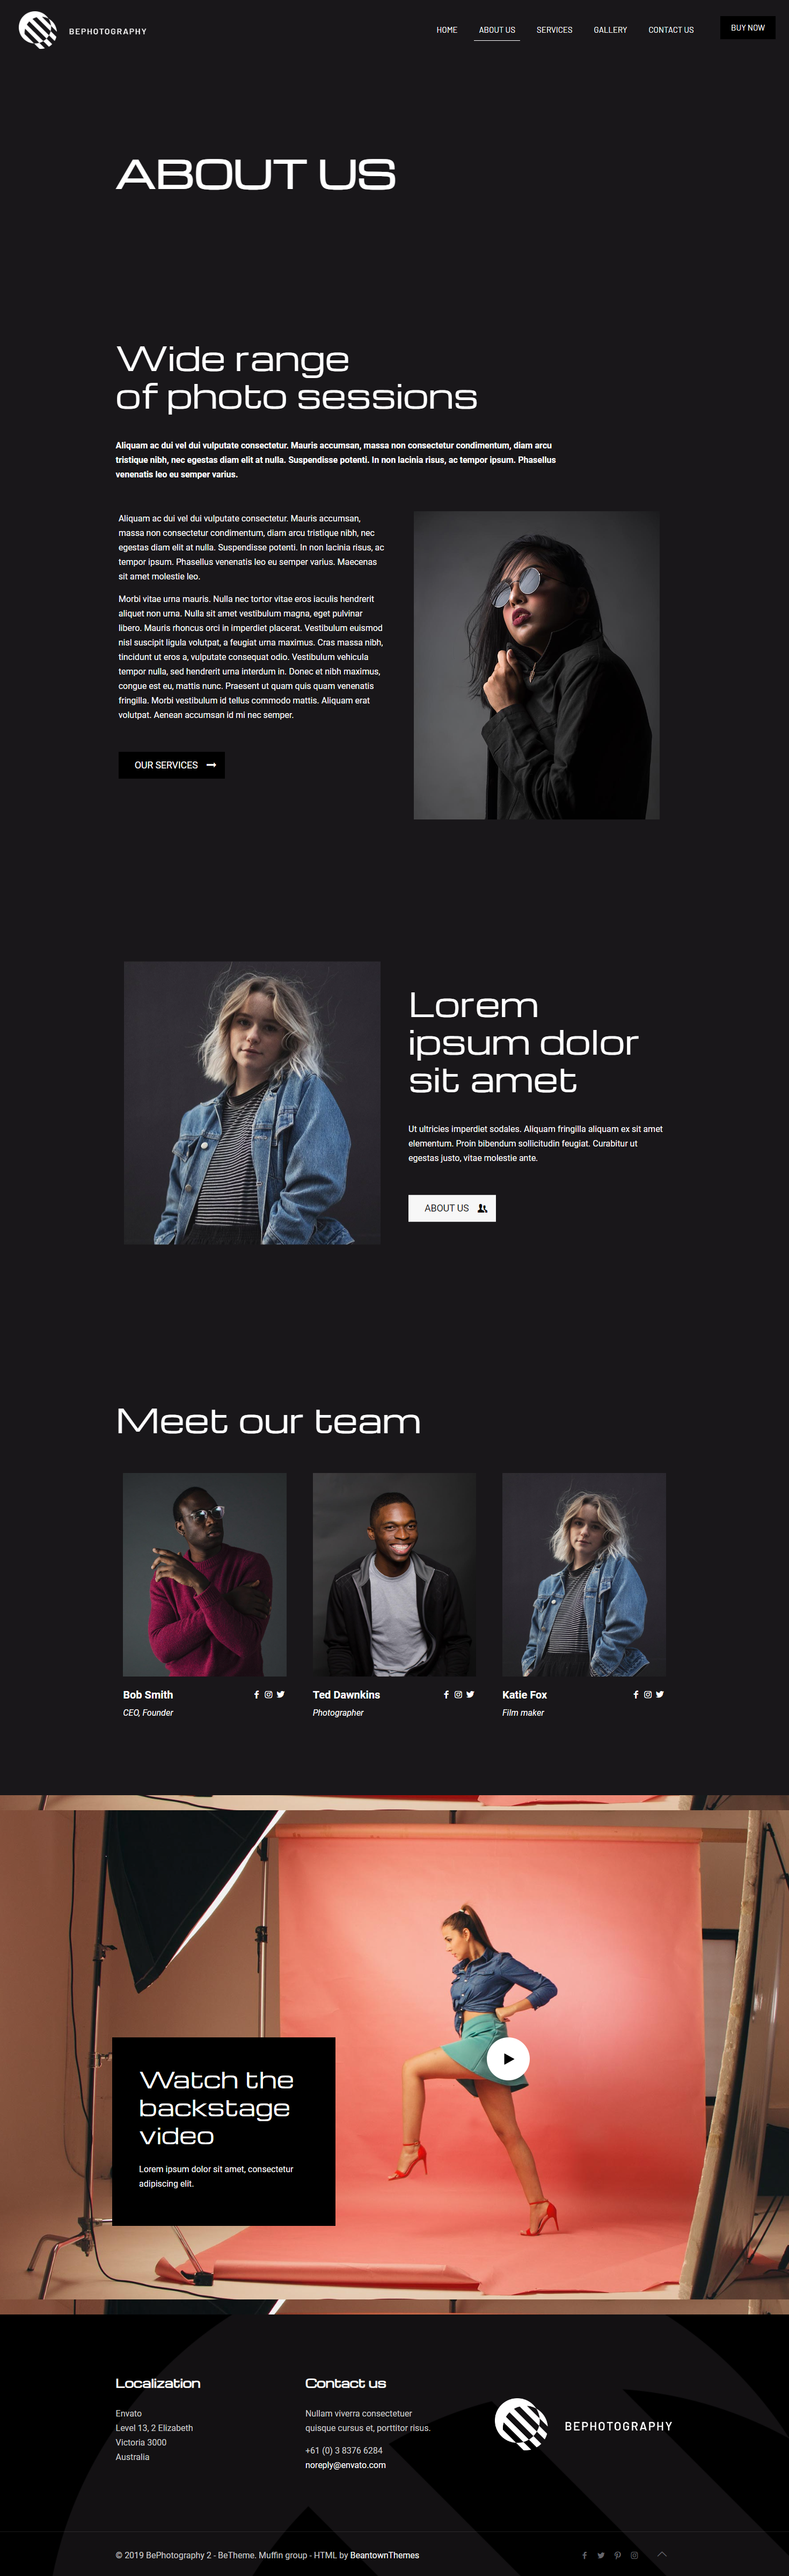 BEPHOTOGRAPHY
HOME
ABOUT US
SERVICES
GALLERY
CONTACT US
BUY NOW
ABOUT US
Wide range
of photo sessions
Aliquam ac dui vel dui vulputate consectetur. Mauris accumsan, massa non consectetur condimentum, diam arcu
tristique nibh, nec egestas diam elit at nulla. Suspendisse potenti. In non lacinia risus, ac tempor ipsum. Phasellus
venenatis leo eu semper varius.
Aliquam ac dui vel dui vulputate consectetur. Mauris accumsan,
massa non consectetur condimentum, diam arcu tristique nibh, nec
egestas diam elit at nulla. Suspendisse potenti. In non lacinia risus, ac
tempor ipsum. Phasellus venenatis leo eu semper varius. Maecenas
sit amet molestie leo.
Morbi vitae urna mauris. Nulla nec tortor vitae eros iaculis hendrerit
aliquet non urna. Nulla sit amet vestibulum magna, eget pulvinar
libero. Mauris rhoncus orci in imperdiet placerat. Vestibulum euismod
nisl suscipit ligula volutpat, a feugiat urna maximus. Cras massa nibh,
tincidunt ut eros a, vulputate consequat odio. Vestibulum vehicula
tempor nulla, sed hendrerit urna interdum in. Donec et nibh maximus,
congue est eu, mattis nunc. Praesent ut quam quis quam venenatis
fringilla. Morbi vestibulum id tellus commodo mattis. Aliquam erat
volutpat. Aenean accumsan id mi nec semper.
OUR SERVICES
Lorem
ipsum dolor
sit amet
Ut ultricies imperdiet sodales. Aliquam fringilla aliquam ex sit amet
elementum. Proin bibendum sollicitudin feugiat. Curabitur ut
egestas justo, vitae molestie ante.
ABOUT US
Meet our team
Bob Smith
CEO, Founder
Ted Dawnkins
Photographer
Katie Fox
Film maker
Watch the
backstage
video
Lorem ipsum dolor sit amet, consectetur
adipiscing elit.
Localization
Envato
Level 13, 2 Elizabeth
Victoria 3000
Australia
Contact us
Nullam viverra consectetuer
quisque cursus et, porttitor risus.
+61 (0) 3 8376 6284
noreply@envato.com
BEPHOTOGRAPHY
© 2019 BePhotography 2 - BeTheme. Muffin group - HTML by BeantownThemes